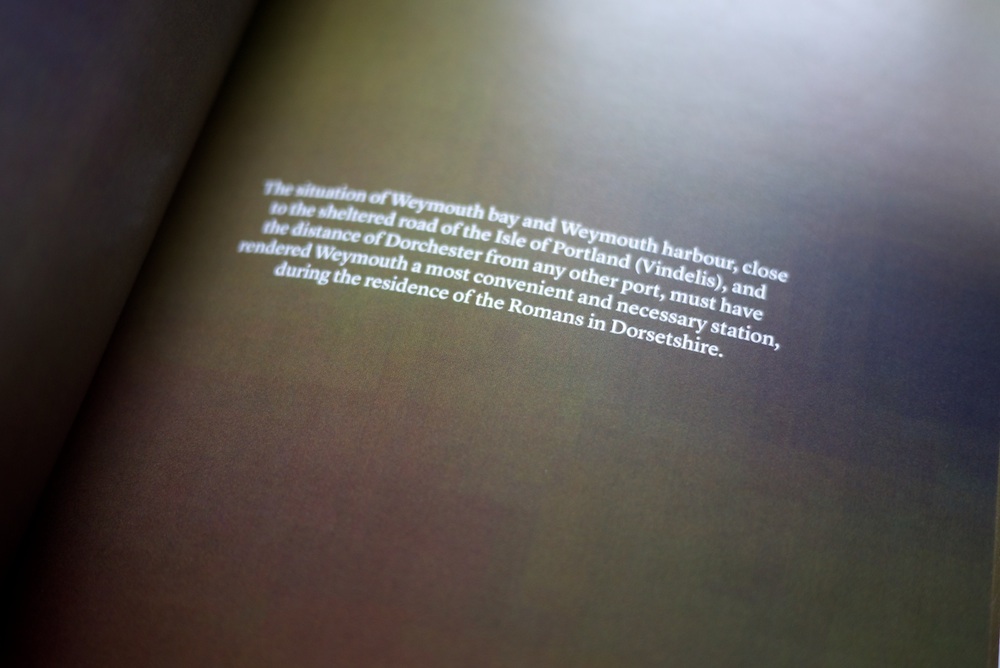 The situation of Weymouth bay and Weymouth harbour, close
to the sheltered road of the Isle of Portland (Vindelis), and
the distance of Dorchester from any other port, must have
rendered Weymouth a most convenient and necessary station,
during the residence of the Romans in Dorsetshire.